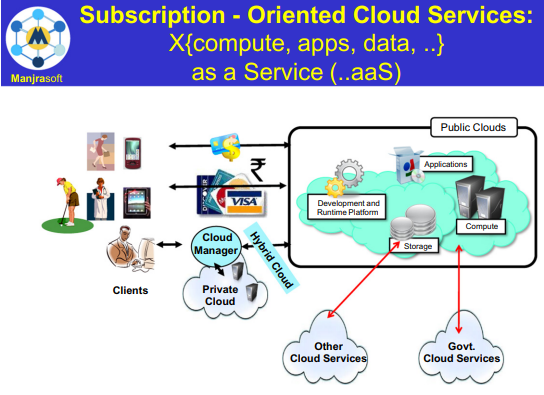 Subscription - Oriented Cloud Services:
X{compute, apps, data, ..}
as a Service (..aaS)
M
Manjrasoft
Public Clouds
Applications
Development and
Runtime Platform
Compute
Storage
₹
VISA
Cloud
Manager
Hybrid Cloud
Private
Cloud
Clients
Other
Cloud Services
Govt.
Cloud Services